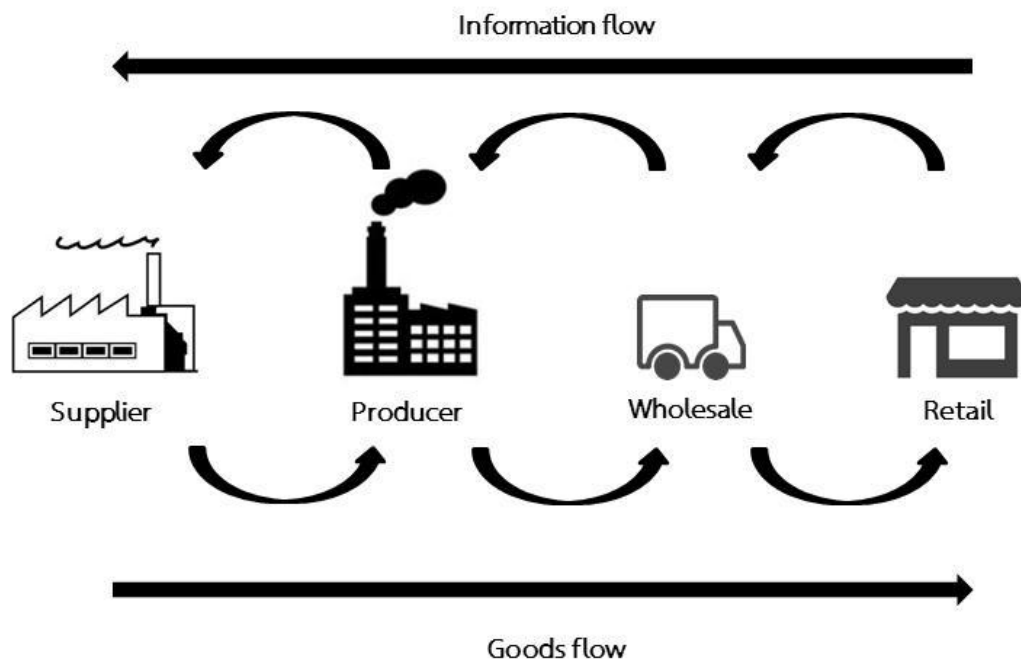 Information flow
Supplier
Producer
Wholesale
Retail
Goods flow